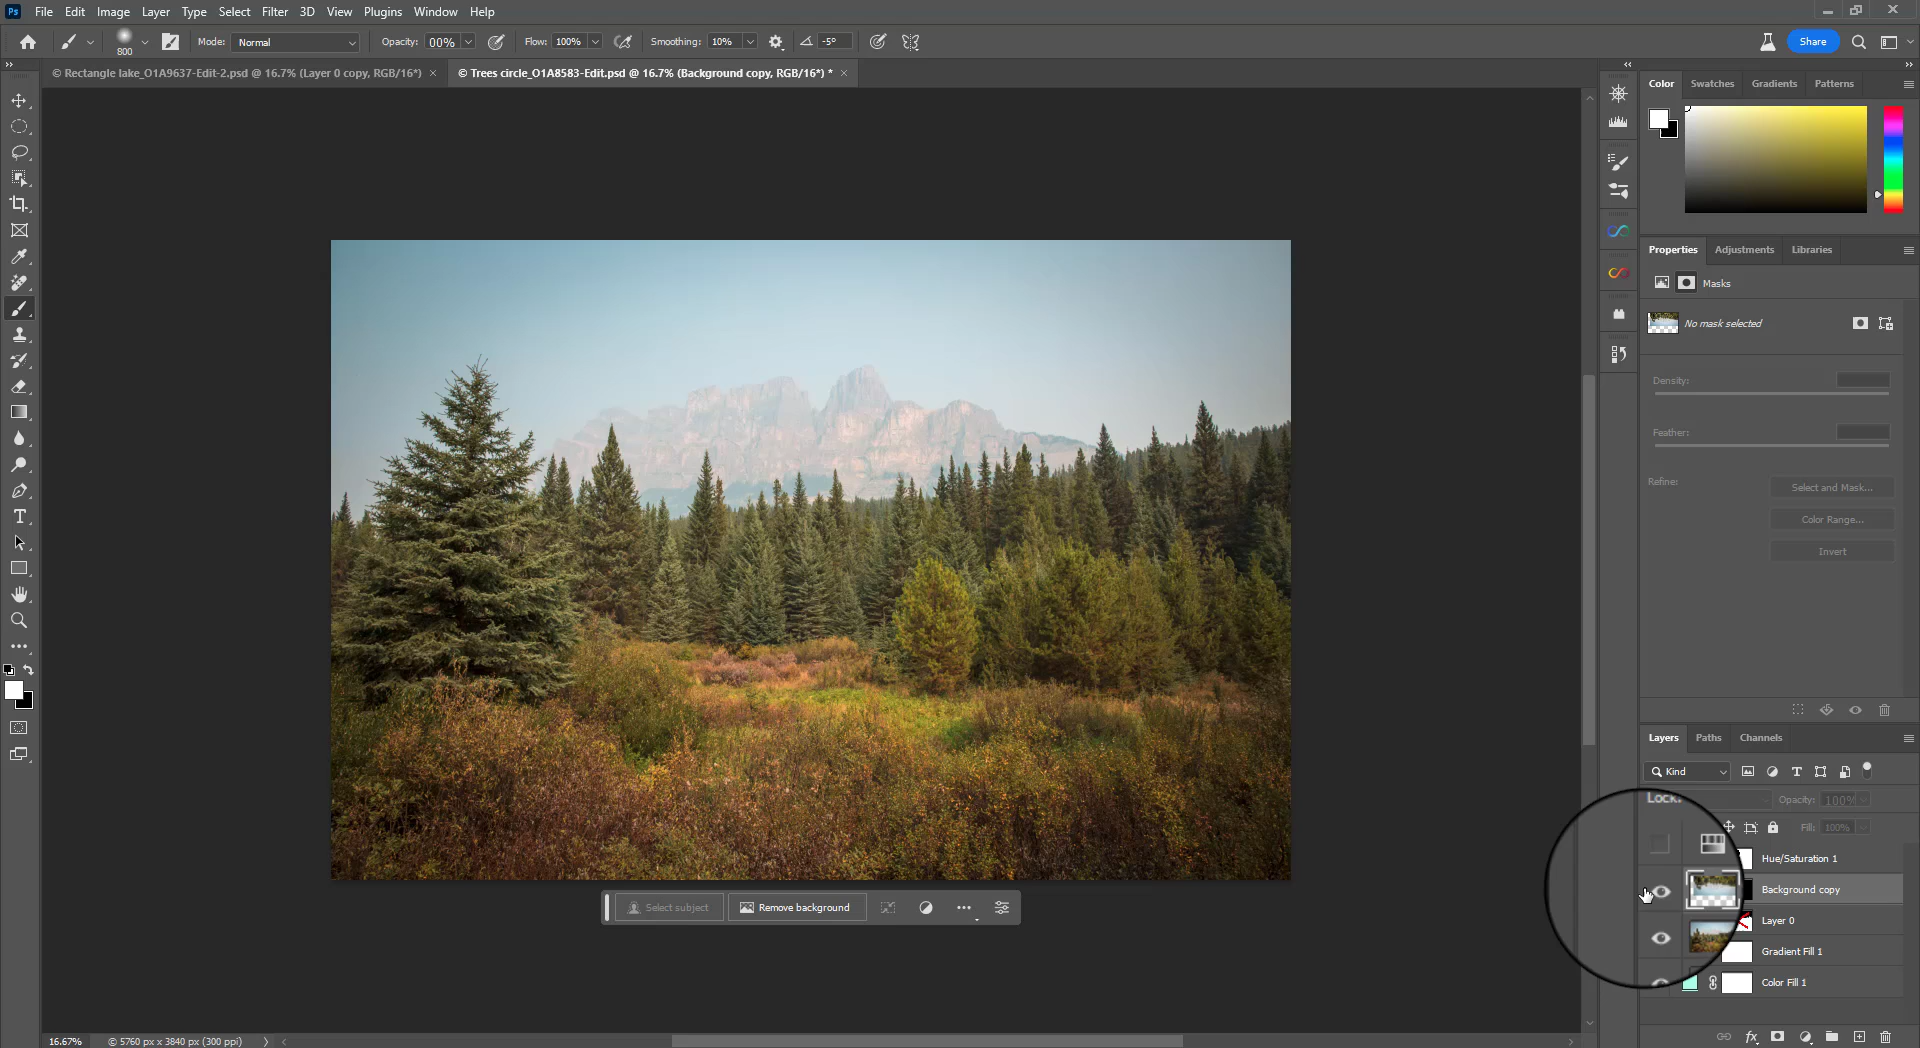 Ps File Edit Image Layer Type Select Filter 3D View Plugins Window Help
800 Mode: Normal Opacity: 00% Flow: 100% Smoothing: 10% -5° Share
© Rectangle lake_O1A9637-Edit-2.psd @ 16.7% (Layer 0 copy, RGB/16*) × © Trees circle_O1A8583-Edit.psd @ 16.7% (Background copy, RGB/16*) * ×
Color Swatches Gradients Patterns
Properties Adjustments Libraries
Masks
No mask selected
Density:
Feather:
Refine: Select and Mask...
Color Range...
Invert
Layers Paths Channels
Kind
Lock: Opacity: 100%
Fill: 100%
Hue/Saturation 1
Background copy
Layer 0
Gradient Fill 1
Color Fill 1
Select subject Remove background
16.67% © 5760 px x 3840 px (300 ppi)
fx